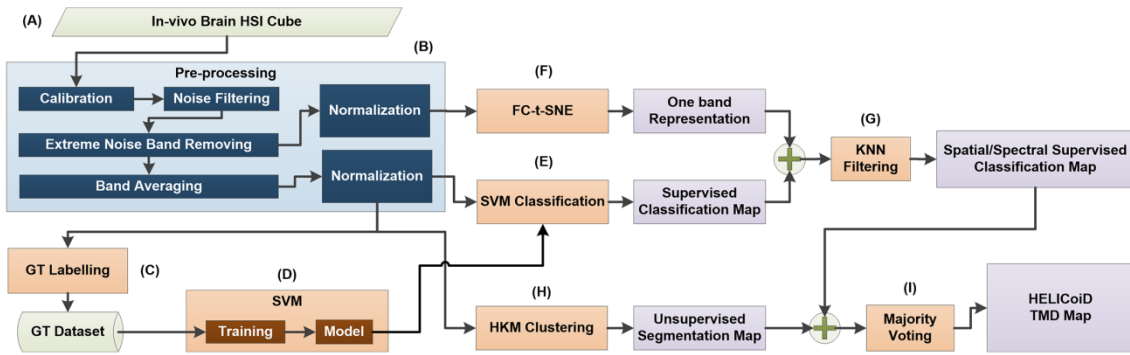 (A)
In-vivo Brain HSI Cube
(B)
Pre-processing
Calibration
Noise Filtering
Normalization
Extreme Noise Band Removing
Band Averaging
Normalization
(F)
FC-t-SNE
One band
Representation
(G)
KNN
Filtering
Spatial/Spectral Supervised
Classification Map
(E)
SVM Classification
Supervised
Classification Map
GT Labelling
(C)
GT Dataset
(D)
SVM
Training
Model
(H)
HKM Clustering
Unsupervised
Segmentation Map
(I)
Majority
Voting
HELICoiD
TMD Map